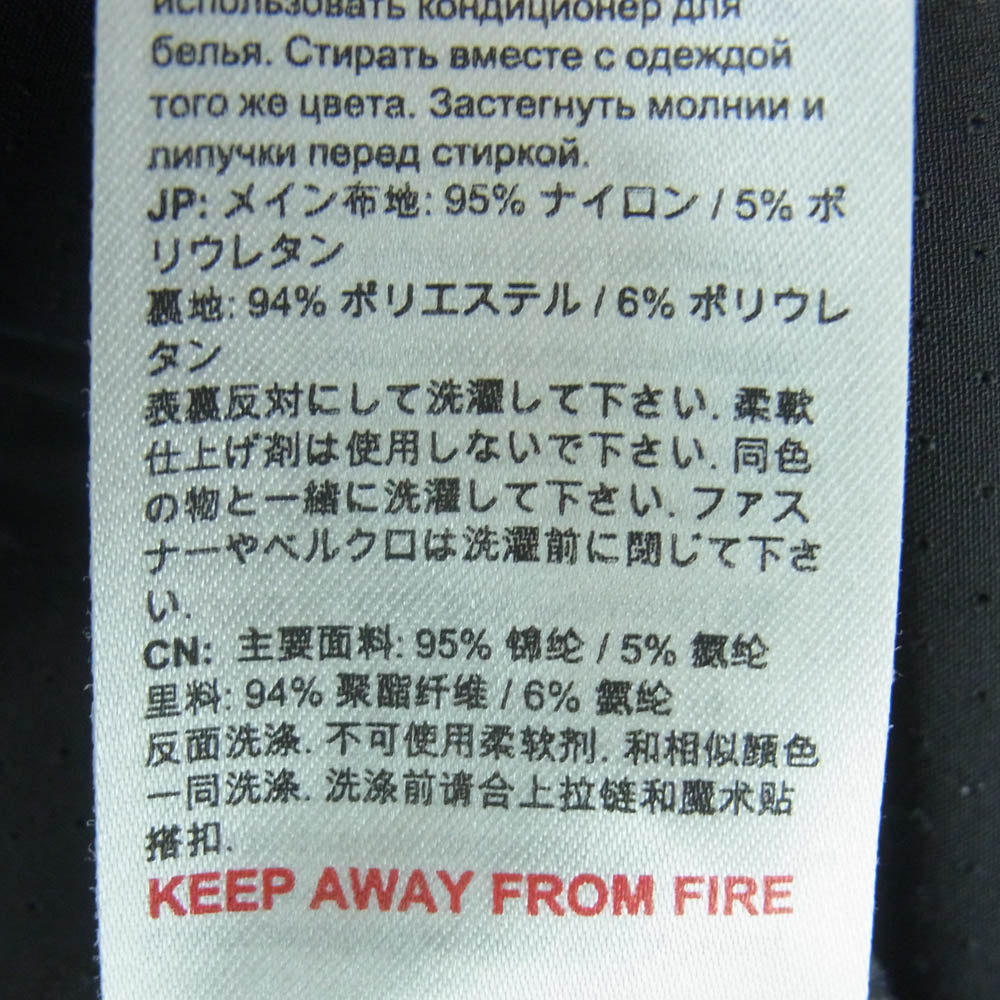 использовать кондиционер для
белья. Стирать вместе с одеждой
того же цвета. Застегнуть молнии и
липучки перед стиркой.
JP: メイン布地: 95% ナイロン / 5% ポ
リウレタン
裏地: 94% ポリエステル / 6% ポリウレ
タン
表裏反対にして洗濯して下さい. 柔軟
仕上げ剤は使用しないで下さい. 同色
の物と一緒に洗濯して下さい. ファス
ナーやベルクロは洗濯前に閉じて下さ
い.
CN: 主要面料: 95% 锦纶 / 5% 氨纶
里料: 94% 聚酯纤维 / 6% 氨纶
反面洗涤. 不可使用柔软剂. 和相似颜色
一同洗涤. 洗涤前请合上拉链和魔术贴
搭扣.
KEEP AWAY FROM FIRE